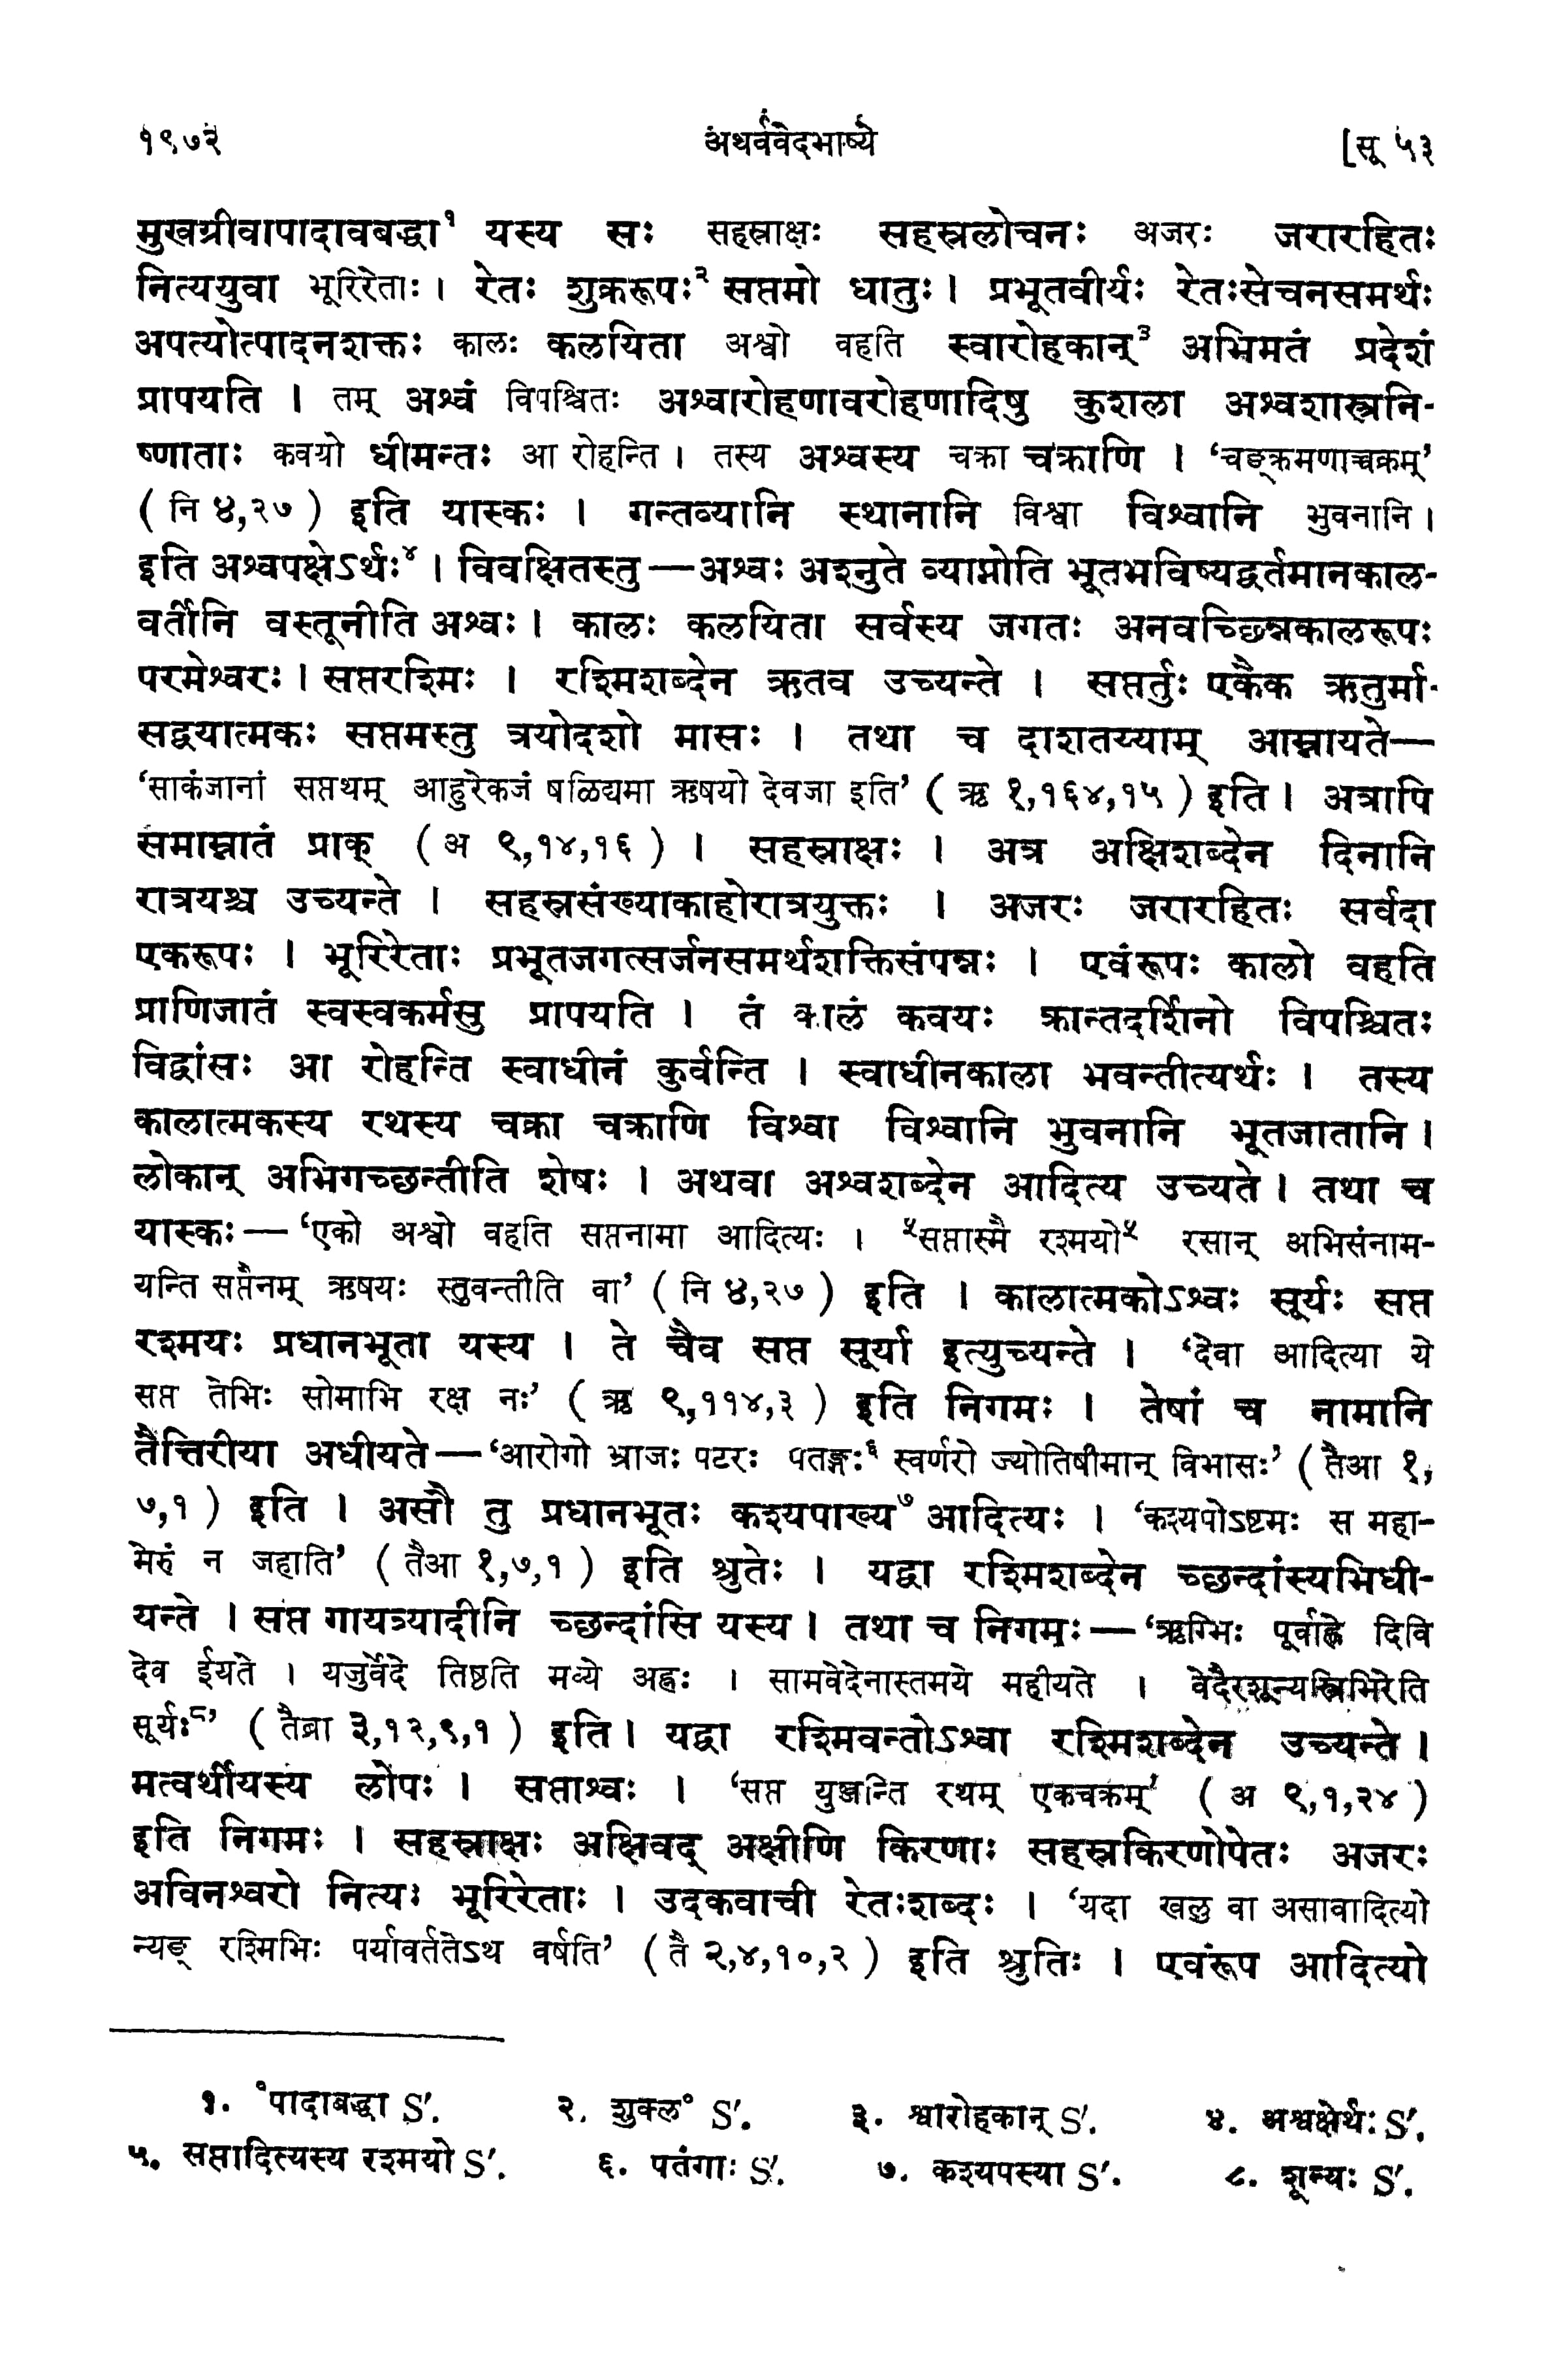 १९७२ अथर्ववेदभाष्ये [सू ५३
मुखग्रीवापादावबद्धा१ यस्य सः सहस्राक्षः सहस्रलोचनः अजरः जरारहितः
नित्ययुवा भूरिरेताः । रेतः शुक्ररूपः२ सप्तमो धातुः । प्रभूतवीर्यः रेतःसेचनसमर्थः
अपत्योत्पादनशक्तः कालः कलयिता अश्वो वहति स्वारोहकान्३ अभिमतं प्रदेशं
प्रापयति । तम् अश्वं विपश्चितः अश्वारोहणावरोहणादिषु कुशला अश्वशास्त्रनि-
ष्णाताः कवयो धीमन्तः आ रोहन्ति । तस्य अश्वस्य चक्रा चक्राणि । ‘चङ्क्रमणाच्चक्रम्’
( नि ४,२७ ) इति यास्कः । गन्तव्यानि स्थानानि विश्वा विश्वानि भुवनानि ।
इति अश्वपक्षेऽर्थः४ । विवक्षितस्तु—अश्वः अश्नुते व्याप्नोति भूतभविष्यद्वर्तमानकाल-
वर्तीनि वस्तूनीति अश्वः । कालः कलयिता सर्वस्य जगतः अनवच्छिन्नकालरूपः
परमेश्वरः । सप्तरश्मिः । रश्मिशब्देन ऋतव उच्यन्ते । सप्तर्तुः एकैक ऋतुर्मा-
सद्वयात्मकः सप्तमस्तु त्रयोदशो मासः । तथा च दाशतय्याम् आम्नायते—
‘साकंजानां सप्तथम् आहुरेकजं षळिद्यमा ऋषयो देवजा इति’ ( ऋ १,१६४,१५ ) इति । अत्रापि
समाम्नातं प्राक् ( अ ९,१४,१६ ) । सहस्राक्षः । अत्र अक्षिशब्देन दिनानि
रात्रयश्च उच्यन्ते । सहस्रसंख्याकाहोरात्रयुक्तः । अजरः जरारहितः सर्वदा
एकरूपः । भूरिरेताः प्रभूतजगत्सर्जनसमर्थशक्तिसंपन्नः । एवंरूपः कालो वहति
प्राणिजातं स्वस्वकर्मसु प्रापयति । तं कालं कवयः क्रान्तदर्शिनो विपश्चितः
विद्वांसः आ रोहन्ति स्वाधीनं कुर्वन्ति । स्वाधीनकाला भवन्तीत्यर्थः । तस्य
कालात्मकस्य रथस्य चक्रा चक्राणि विश्वा विश्वानि भुवनानि भूतजातानि ।
लोकान् अभिगच्छन्तीति शेषः । अथवा अश्वशब्देन आदित्य उच्यते । तथा च
यास्कः—‘एको अश्वो वहति सप्तनामा आदित्यः । ५सप्तास्मै रश्मयो५ रसान् अभिसंनाम-
यन्ति सप्तैनम् ऋषयः स्तुवन्तीति वा’ ( नि ४,२७ ) इति । कालात्मकोऽश्वः सूर्यः सप्त
रश्मयः प्रधानभूता यस्य । ते चैव सप्त सूर्या इत्युच्यन्ते । ‘देवा आदित्या ये
सप्त तेभिः सोमाभि रक्ष नः’ ( ऋ ९,११४,३ ) इति निगमः । तेषां च नामानि
तैत्तिरीया अधीयते—‘आरोगो भ्राजः पटरः पतङ्गः६ स्वर्णरो ज्योतिषीमान् विभासः’ ( तैआ १,
७,१ ) इति । असौ तु प्रधानभूतः कश्यपाख्य७ आदित्यः । ‘कश्यपोऽष्टमः स महा-
मेरुं न जहाति’ ( तैआ १,७,१ ) इति श्रुतेः । यद्वा रश्मिशब्देन च्छन्दांस्यभिधी-
यन्ते । सप्त गायत्र्यादीनि च्छन्दांसि यस्य । तथा च निगमः—‘ऋग्भिः पूर्वाह्णे दिवि
देव ईयते । यजुर्वेदे तिष्ठति मध्ये अह्नः । सामवेदेनास्तमये महीयते । वेदैरशून्यस्त्रिभिरेति
सूर्यः८’ ( तैब्रा ३,१२,९,१ ) इति । यद्वा रश्मिवन्तोऽश्वा रश्मिशब्देन उच्यन्ते ।
मत्वर्थीयस्य लोपः । सप्ताश्वः । ‘सप्त युञ्जन्ति रथम् एकचक्रम्’ ( अ ९,१,२४ )
इति निगमः । सहस्राक्षः अक्षिवद् अक्षीणि किरणाः सहस्रकिरणोपेतः अजरः
अविनश्वरो नित्यः भूरिरेताः । उदकवाची रेतःशब्दः । ‘यदा खलु वा असावादित्यो
न्यङ् रश्मिभिः पर्यावर्ततेऽथ वर्षति’ ( तै २,४,१०,२ ) इति श्रुतिः । एवंरूप आदित्यो
१. °पादाबद्धा S′. २. शुक्ल° S′. ३. श्वारोहकान् S′. ४. अश्वक्षेर्थः S′.
५. सप्तादित्यस्य रश्मयो S′. ६. पतंगाः S′. ७. कश्यपस्या S′. ८. शून्यः S′.